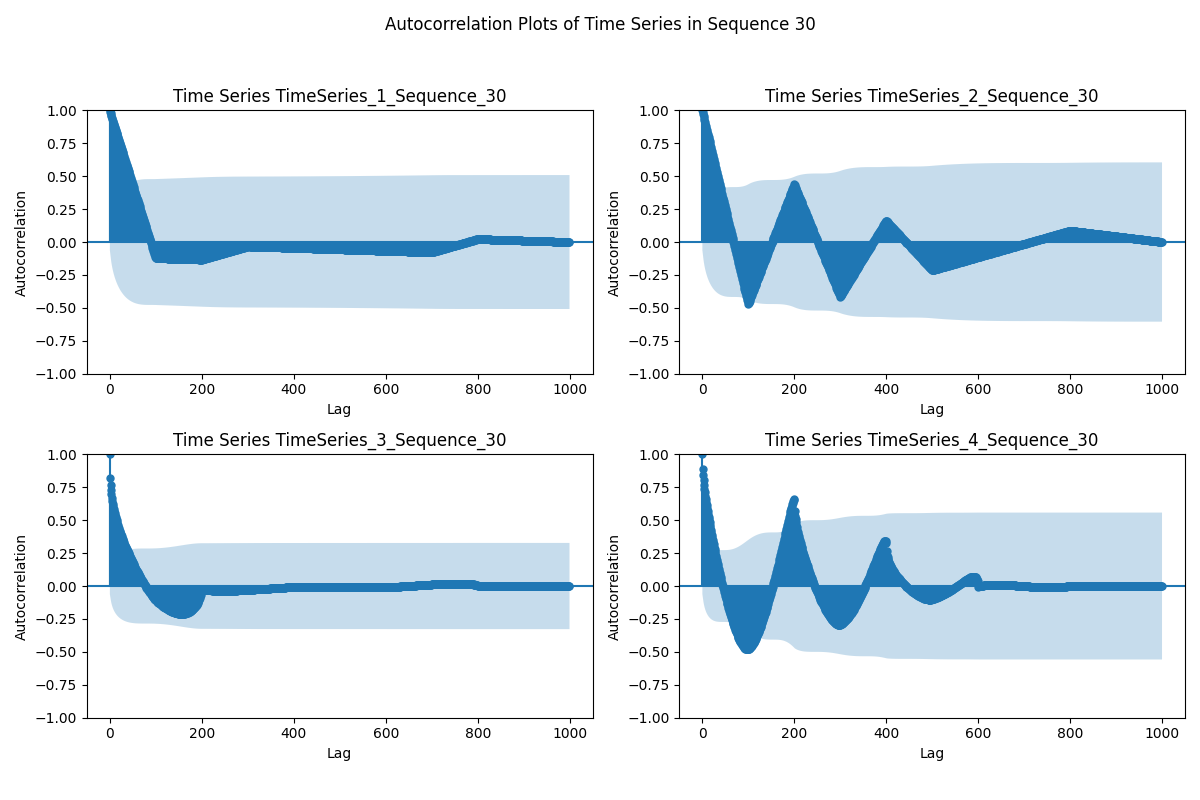 Autocorrelation Plots of Time Series in Sequence 30
Time Series TimeSeries_1_Sequence_30
1.00
0.75
0.50
0.25
0.00
−0.25
−0.50
−0.75
−1.00
Autocorrelation
0 200 400 600 800 1000
Lag
Time Series TimeSeries_2_Sequence_30
1.00
0.75
0.50
0.25
0.00
−0.25
−0.50
−0.75
−1.00
Autocorrelation
0 200 400 600 800 1000
Lag
Time Series TimeSeries_3_Sequence_30
1.00
0.75
0.50
0.25
0.00
−0.25
−0.50
−0.75
−1.00
Autocorrelation
0 200 400 600 800 1000
Lag
Time Series TimeSeries_4_Sequence_30
1.00
0.75
0.50
0.25
0.00
−0.25
−0.50
−0.75
−1.00
Autocorrelation
0 200 400 600 800 1000
Lag